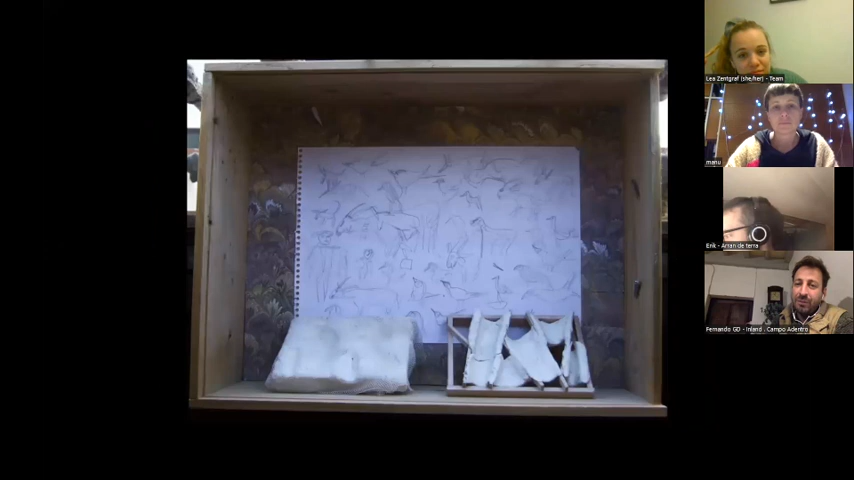 Lea Zentgraf (she/her) - Team
manu
Erik - Arran de terra
Fernando GD - Inland . Campo Adentro